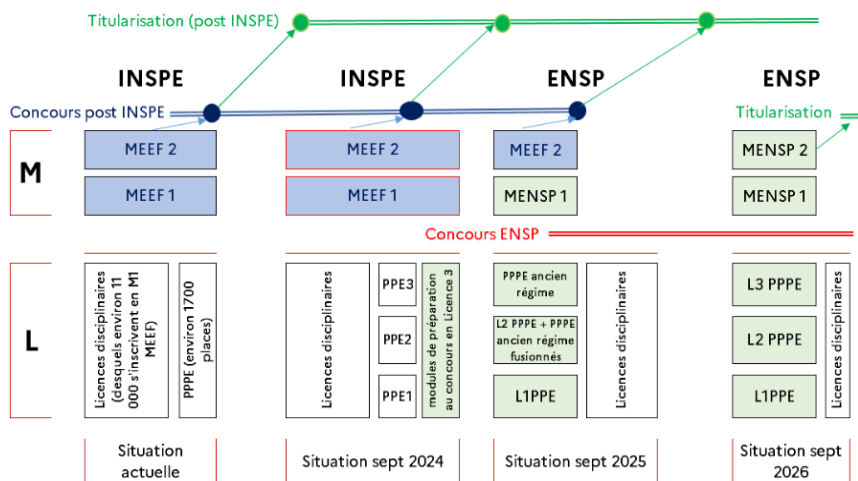 Titularisation (post INSPE)
INSPE
INSPE
ENSP
ENSP
Concours post INSPE
Titularisation
M
MEEF 2
MEEF 2
MEEF 2
MENSP 2
MEEF 1
MEEF 1
MENSP 1
MENSP 1
Concours ENSP
L
Licences disciplinaires
(desquels environ 11
000 s'inscrivent en M1
MEEF)
PPPE (environ 1700
places)
Licences disciplinaires
PPE3
PPE2
PPE1
modules de préparation
au concours en Licence 3
PPPE ancien
régime
L2 PPPE + PPPE
ancien régime
fusionnés
L1PPE
Licences disciplinaires
L3 PPPE
L2 PPPE
L1PPE
Licences disciplinaires
Situation
actuelle
Situation sept 2024
Situation sept 2025
Situation sept
2026